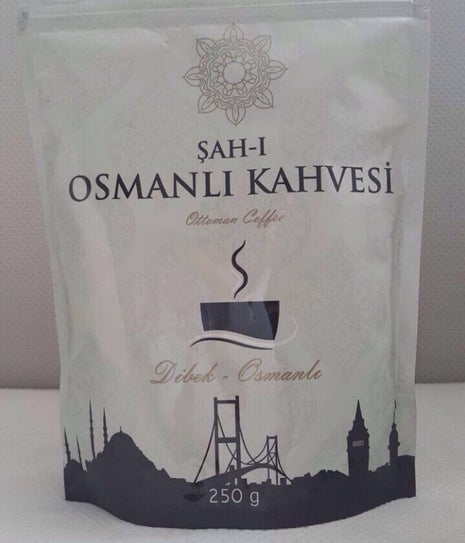 ŞAH-I
OSMANLI KAHVESİ
Ottoman Coffee
Dibek - Osmanlı
250 g